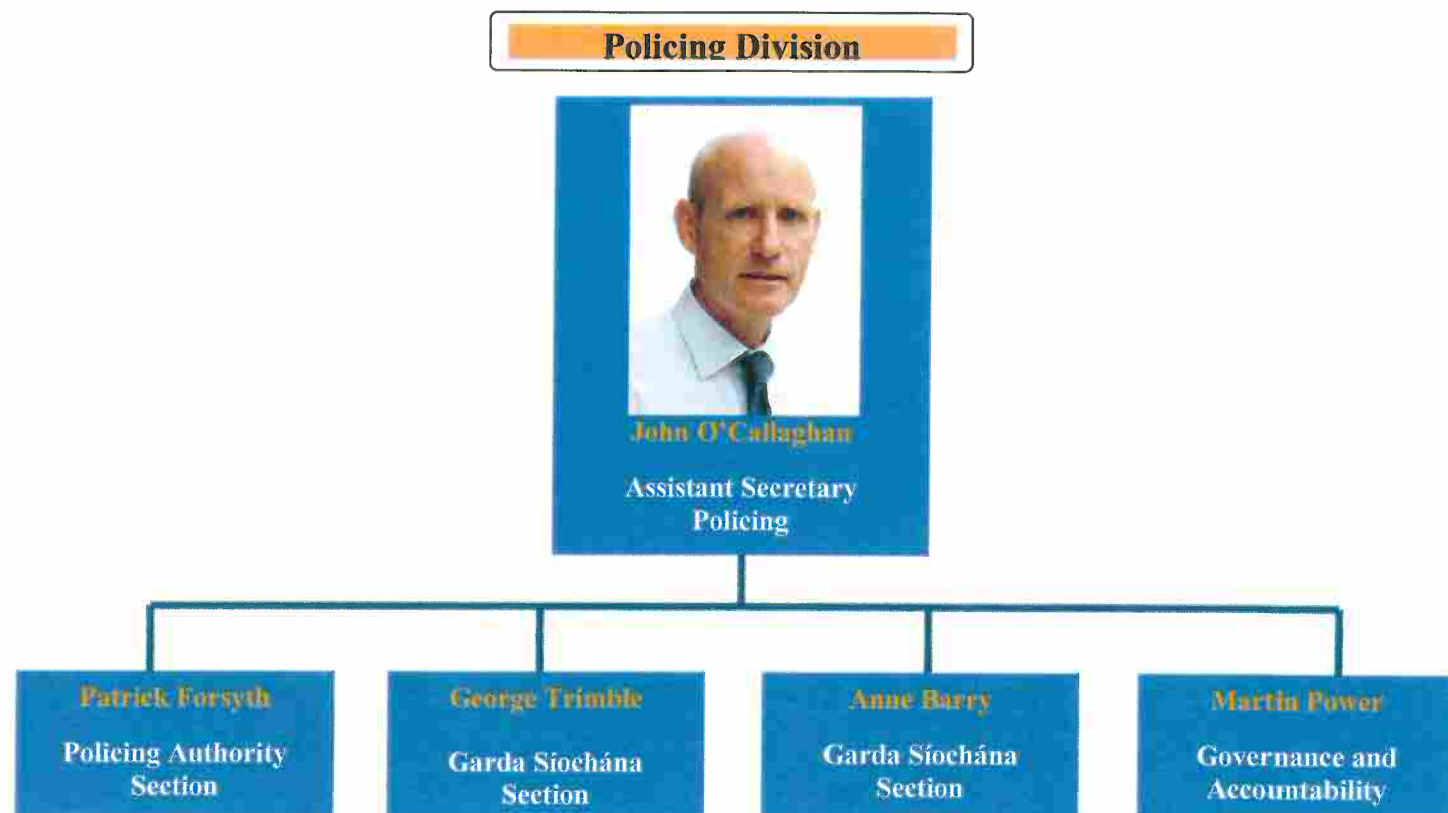 Policing Division
John O'Callaghan
Assistant Secretary
Policing
Patrick Forsyth
Policing Authority
Section
George Trimble
Garda Síochána
Section
Anne Barry
Garda Síochána
Section
Martin Power
Governance and
Accountability